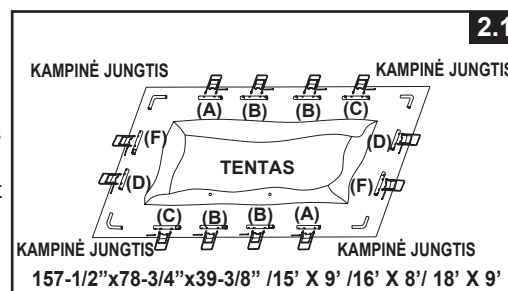 2.1
KAMPINĖ JUNGTIS KAMPINĖ JUNGTIS
(A) (B) (B) (C)
(F) (D)
TENTAS
(D) (F)
(C) (B) (B) (A)
KAMPINĖ JUNGTIS KAMPINĖ JUNGTIS
157-1/2”x78-3/4”x39-3/8” /15’ X 9’ /16’ X 8’/ 18’ X 9’